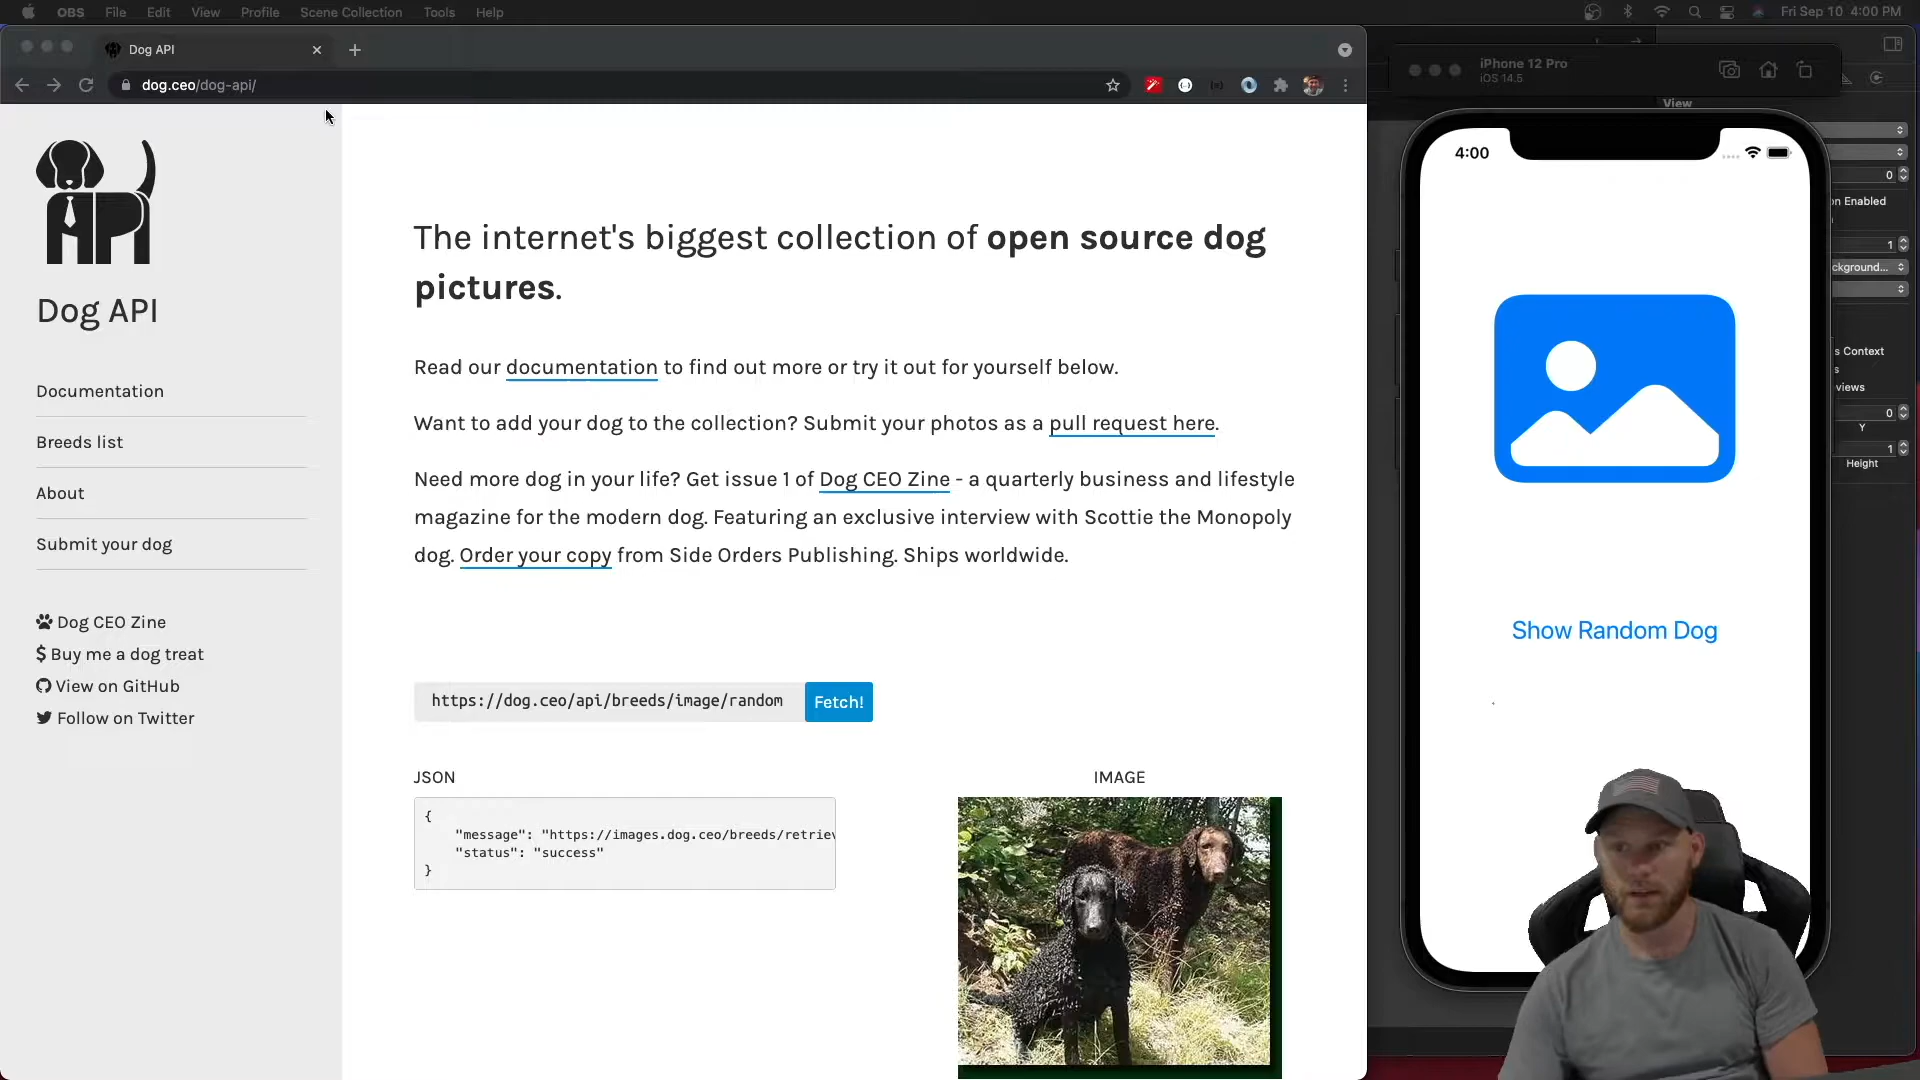 OBS File Edit View Profile Scene Collection Tools Help
Fri Sep 10 4:00 PM
Dog API
dog.ceo/dog-api/
Dog API
Documentation
Breeds list
About
Submit your dog
Dog CEO Zine
Buy me a dog treat
View on GitHub
Follow on Twitter
The internet's biggest collection of open source dog
pictures.
Read our documentation to find out more or try it out for yourself below.
Want to add your dog to the collection? Submit your photos as a pull request here.
Need more dog in your life? Get issue 1 of Dog CEO Zine - a quarterly business and lifestyle
magazine for the modern dog. Featuring an exclusive interview with Scottie the Monopoly
dog. Order your copy from Side Orders Publishing. Ships worldwide.
https://dog.ceo/api/breeds/image/random Fetch!
JSON
{
"message": "https://images.dog.ceo/breeds/retriev
"status": "success"
}
IMAGE
iPhone 12 Pro
iOS 14.5
4:00
Show Random Dog
View
0
on Enabled
1
ckground...
s Context
s
views
0
Y
1
Height